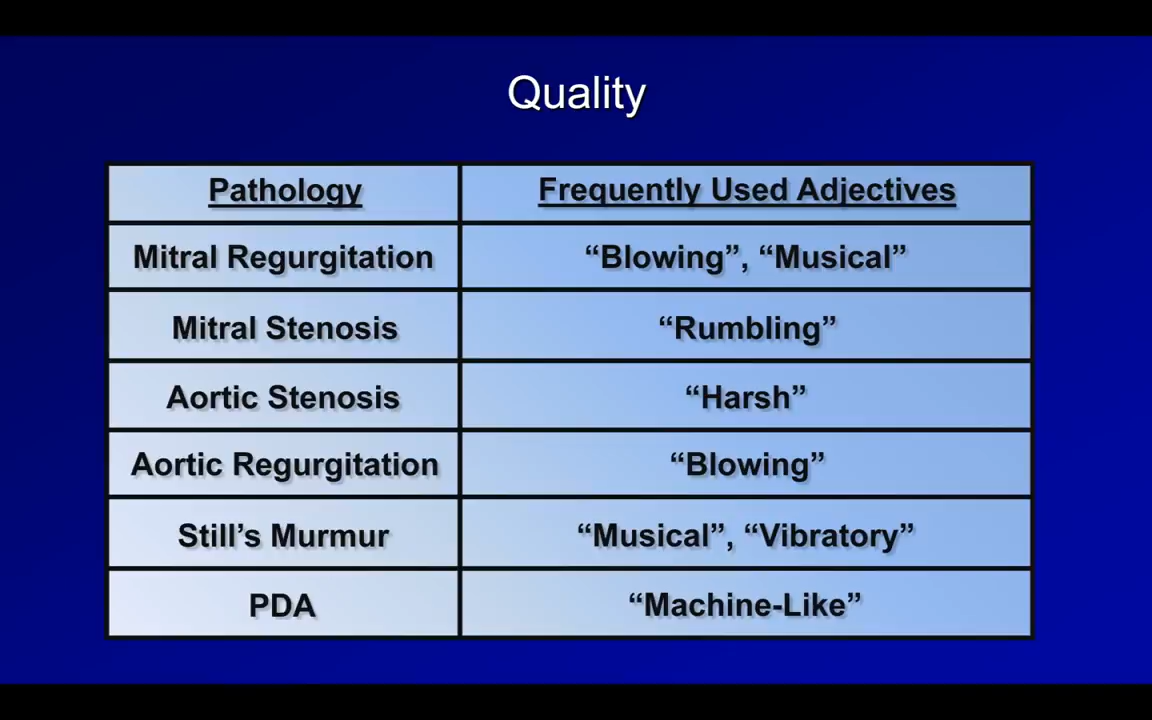 Quality
Pathology Frequently Used Adjectives
Mitral Regurgitation “Blowing”, “Musical”
Mitral Stenosis “Rumbling”
Aortic Stenosis “Harsh”
Aortic Regurgitation “Blowing”
Still’s Murmur “Musical”, “Vibratory”
PDA “Machine-Like”